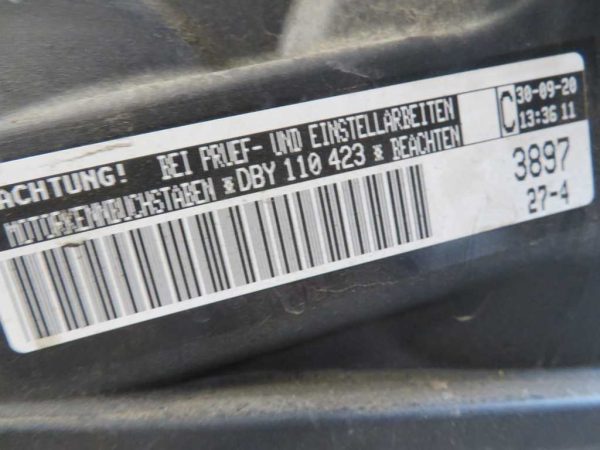 ACHTUNG! BEI PRUEF- UND EINSTELLARBEITEN
MOTORKENNBUCHSTABEN *DBY 110 423* BEACHTEN
C
30-09-20
13:36 11
3897
27-4